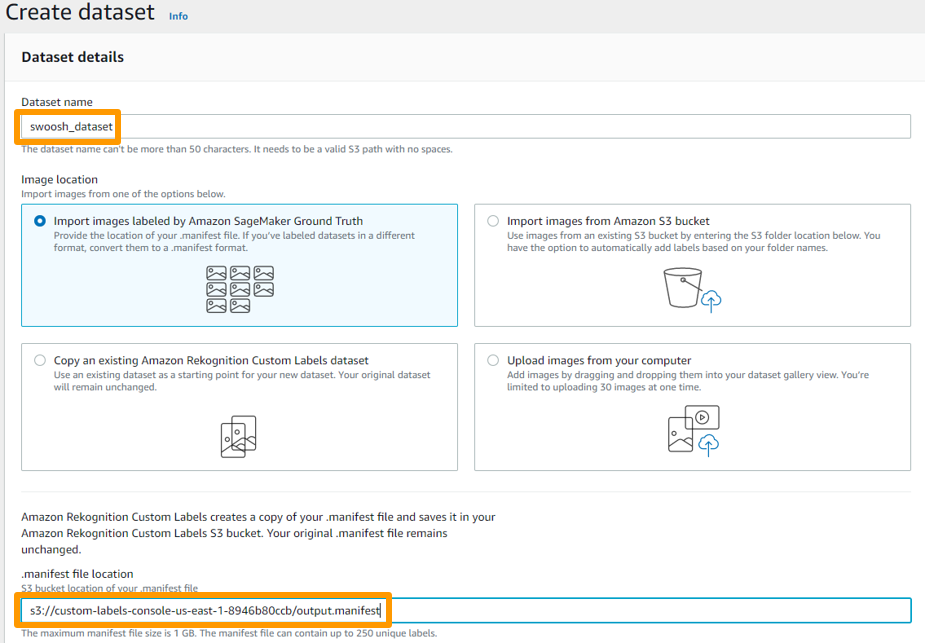 Create dataset Info
Dataset details
Dataset name
swoosh_dataset
The dataset name can't be more than 50 characters. It needs to be a valid S3 path with no spaces.
Image location
Import images from one of the options below.
Import images labeled by Amazon SageMaker Ground Truth
Provide the location of your .manifest file. If you've labeled datasets in a different
format, convert them to a .manifest format.
Import images from Amazon S3 bucket
Use images from an existing S3 bucket by entering the S3 folder location below. You
have the option to automatically add labels based on your folder names.
Copy an existing Amazon Rekognition Custom Labels dataset
Use an existing dataset as a starting point for your new dataset. Your original dataset
will remain unchanged.
Upload images from your computer
Add images by dragging and dropping them into your dataset gallery view. You're
limited to uploading 30 images at one time.
Amazon Rekognition Custom Labels creates a copy of your .manifest file and saves it in your
Amazon Rekognition Custom Labels S3 bucket. Your original .manifest file remains
unchanged.
.manifest file location
S3 bucket location of your .manifest file
s3://custom-labels-console-us-east-1-8946b80ccb/output.manifest
The maximum manifest file size is 1 GB. The manifest file can contain up to 250 unique labels.